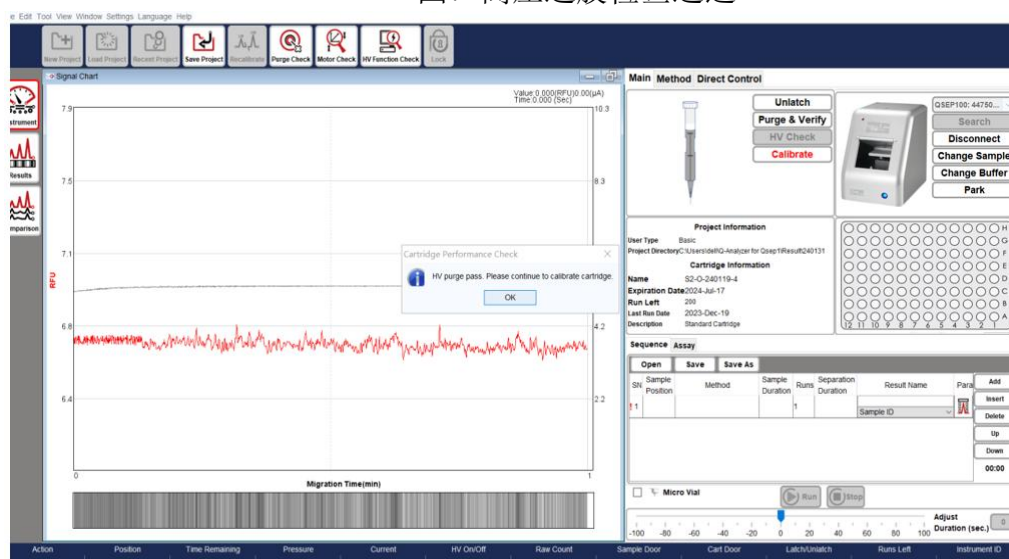 e Edit Tool View Window Settings Language Help
New Project Load Project Recent Project Save Project Recalibrate Purge Check Motor Check HV Function Check Lock
Signal Chart
Value:0.000(RFU)0.00(μA)
Time:0.000 (Sec)
7.9
10.3
7.5
8.3
7.1
6.8
4.2
6.4
2.2
RFU
0
1
Migration Time(min)
strument
Results
mparison
Cartridge Performance Check
HV purge pass. Please continue to calibrate cartridge.
OK
Main Method Direct Control
Unlatch
Purge & Verify
HV Check
Calibrate
QSEP100: 44750...
Search
Disconnect
Change Sample
Change Buffer
Park
Project Information
User Type Basic
Project Directory C:\Users\dell\Q-Analyzer for Qsep1\Result\240131
Cartridge Information
Name S2-O-240119-4
Expiration Date 2024-Jul-17
Run Left 200
Last Run Date 2023-Dec-19
Description Standard Cartridge
H
G
F
E
D
C
B
A
12 11 10 9 8 7 6 5 4 3 2 1
Sequence Assay
Open Save Save As
SN Sample Position Method Sample Duration Runs Separation Duration Result Name Para
! 1 1 Sample ID
Add
Insert
Delete
Up
Down
00:00
Micro Vial
Run Stop
-100 -80 -60 -40 -20 0 20 40 60 80 100
Adjust
Duration (sec.) 0
Action Position Time Remaining Pressure Current HV On/Off Raw Count Sample Door Cart Door Latch/Unlatch Runs Left Instrument ID